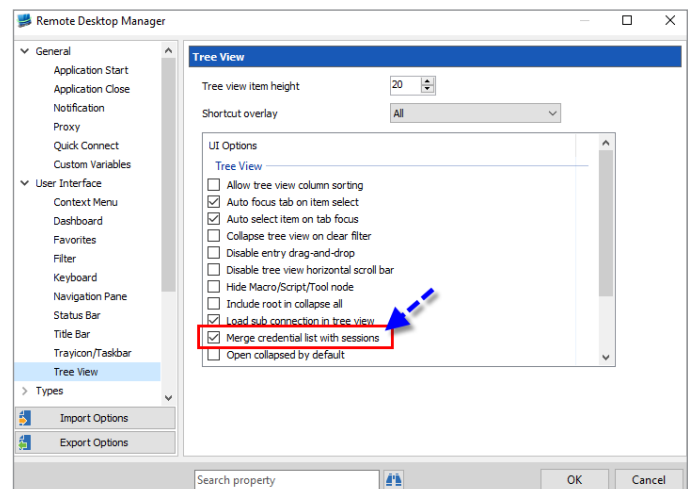 Remote Desktop Manager
General
Application Start
Application Close
Notification
Proxy
Quick Connect
Custom Variables
User Interface
Context Menu
Dashboard
Favorites
Filter
Keyboard
Navigation Pane
Status Bar
Title Bar
Trayicon/Taskbar
Tree View
Types
Import Options
Export Options
Tree View
Tree view item height
20
Shortcut overlay
All
UI Options
Tree View
Allow tree view column sorting
Auto focus tab on item select
Auto select item on tab focus
Collapse tree view on clear filter
Disable entry drag-and-drop
Disable tree view horizontal scroll bar
Hide Macro/Script/Tool node
Include root in collapse all
Load sub connection in tree view
Merge credential list with sessions
Open collapsed by default
Search property
OK
Cancel